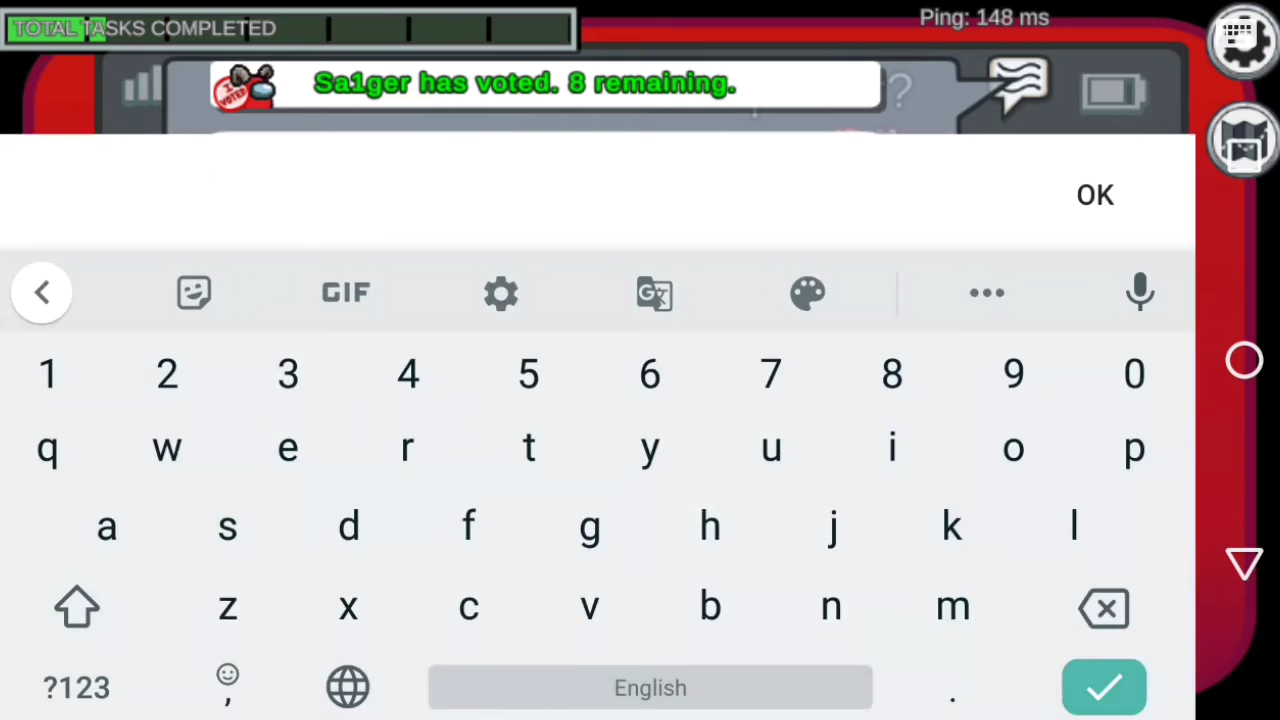 TOTAL TASKS COMPLETED
Ping: 148 ms
I VOTED
Sa1ger has voted. 8 remaining.
?
OK
GIF
1 2 3 4 5 6 7 8 9 0
q w e r t y u i o p
a s d f g h j k l
z x c v b n m
?123 , English .